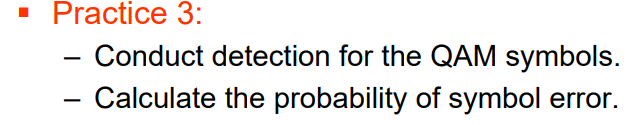 ▪ Practice 3:
– Conduct detection for the QAM symbols.
– Calculate the probability of symbol error.